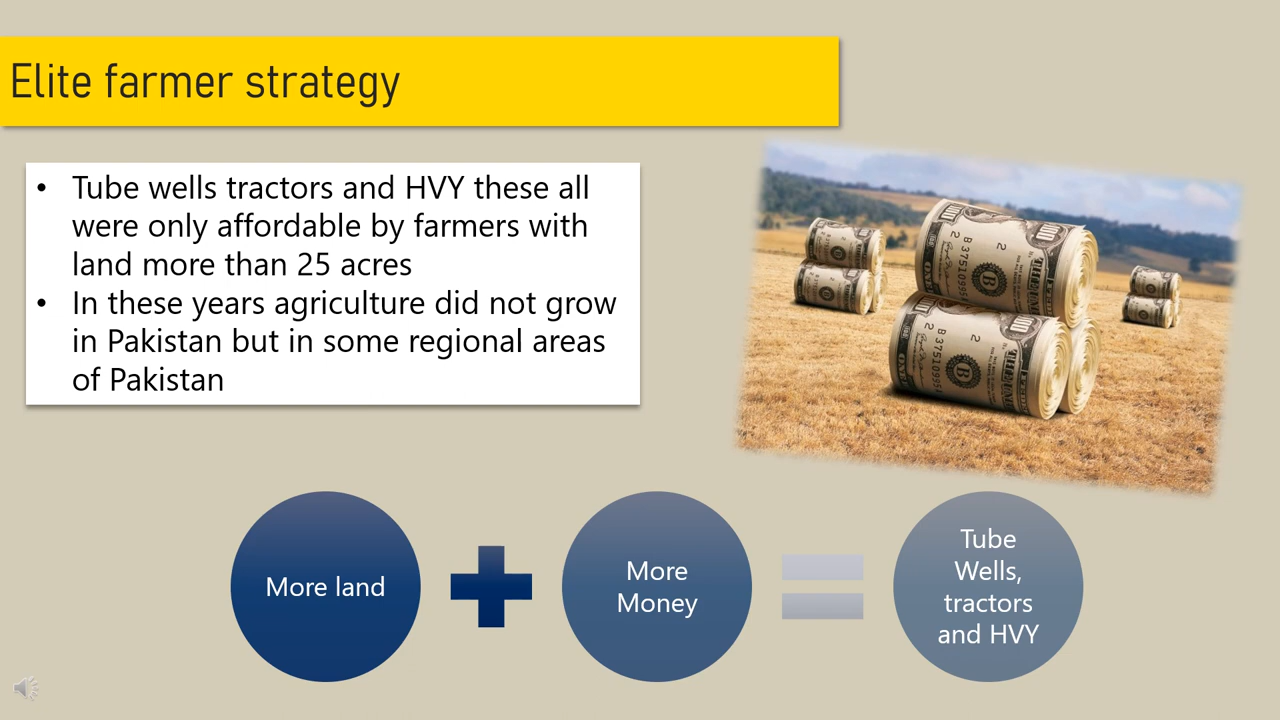 Elite farmer strategy
• Tube wells tractors and HVY these all
were only affordable by farmers with
land more than 25 acres
• In these years agriculture did not grow
in Pakistan but in some regional areas
of Pakistan
More land
More
Money
Tube
Wells,
tractors
and HVY